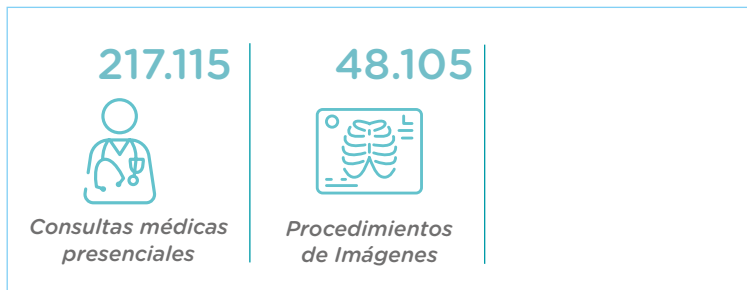 217.115
Consultas médicas
presenciales
48.105
Procedimientos
de Imágenes